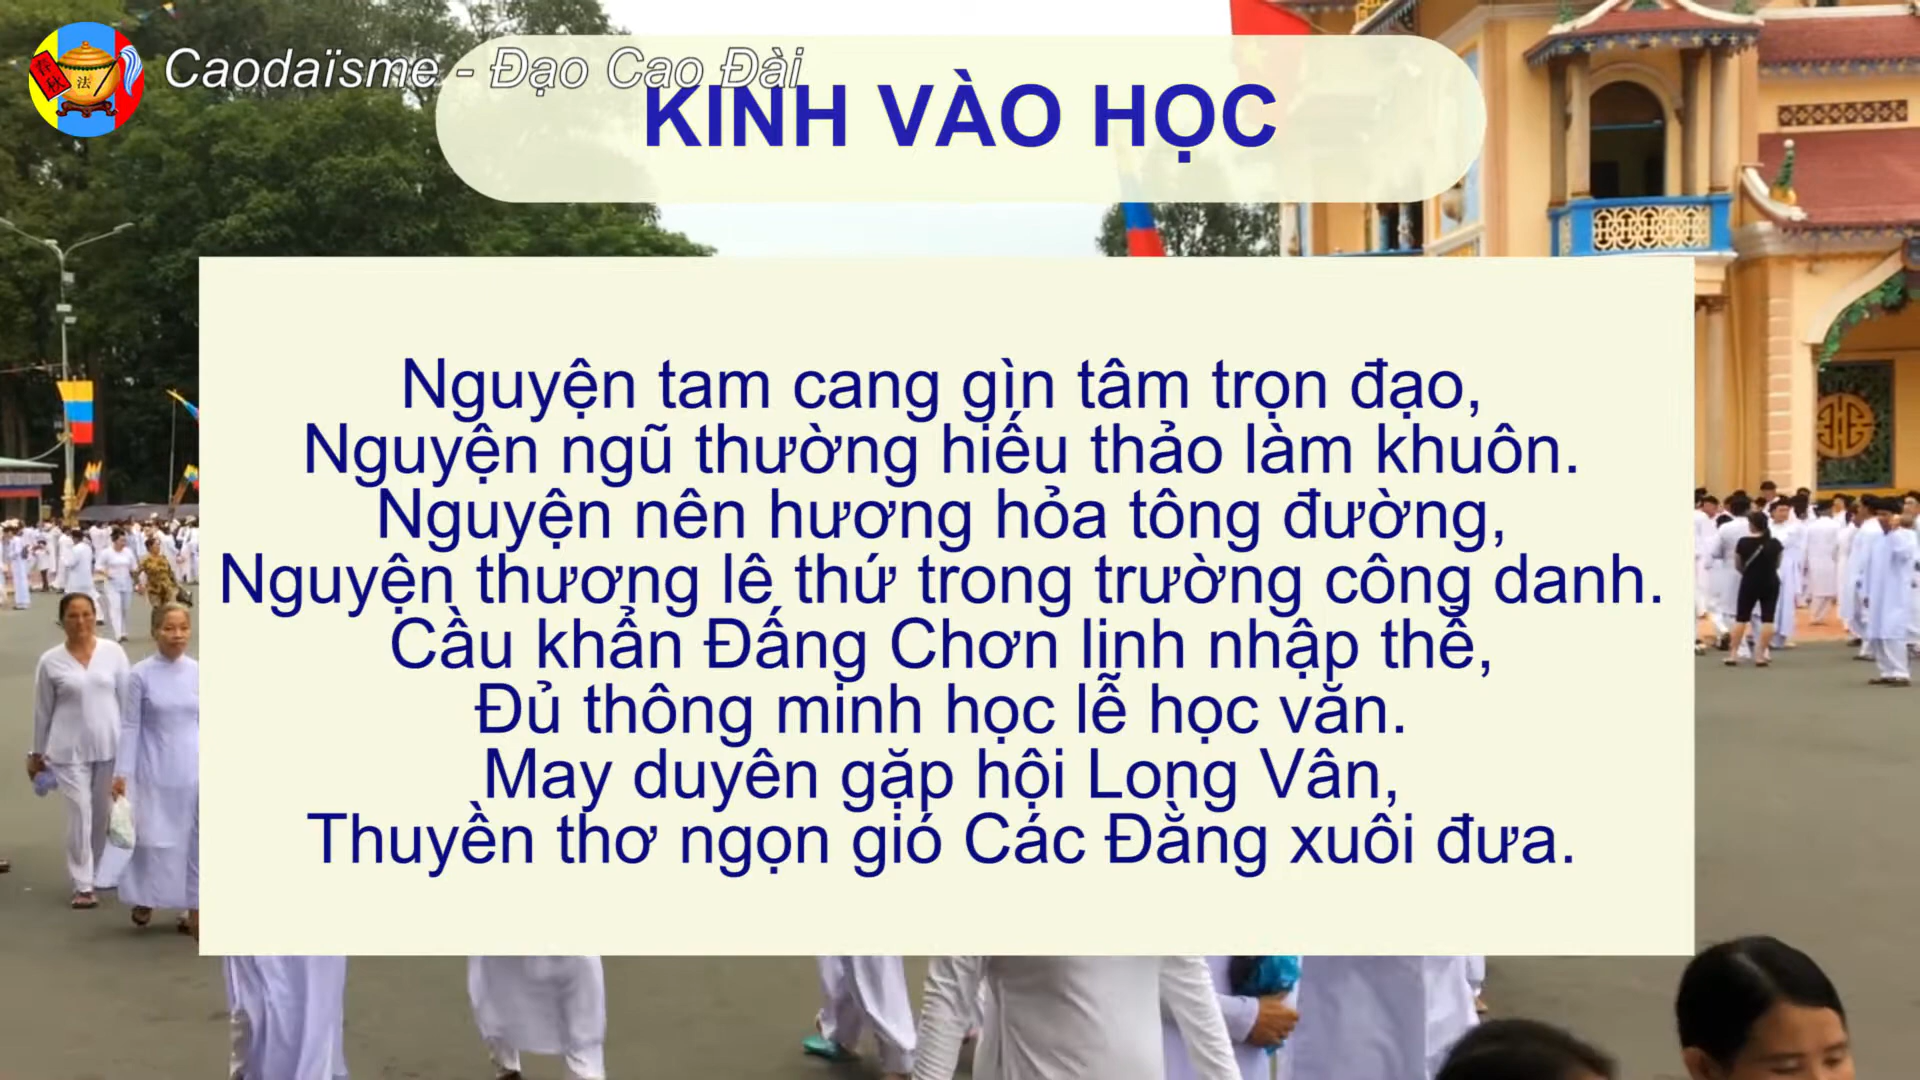 春秋
法
Caodaïsme - Đạo Cao Đài
KINH VÀO HỌC
Nguyện tam cang gìn tâm trọn đạo,
Nguyện ngũ thường hiếu thảo làm khuôn.
Nguyện nên hương hỏa tông đường,
Nguyện thương lê thứ trong trường công danh.
Cầu khẩn Đấng Chơn linh nhập thể,
Đủ thông minh học lễ học văn.
May duyên gặp hội Long Vân,
Thuyền thơ ngọn gió Các Đằng xuôi đưa.